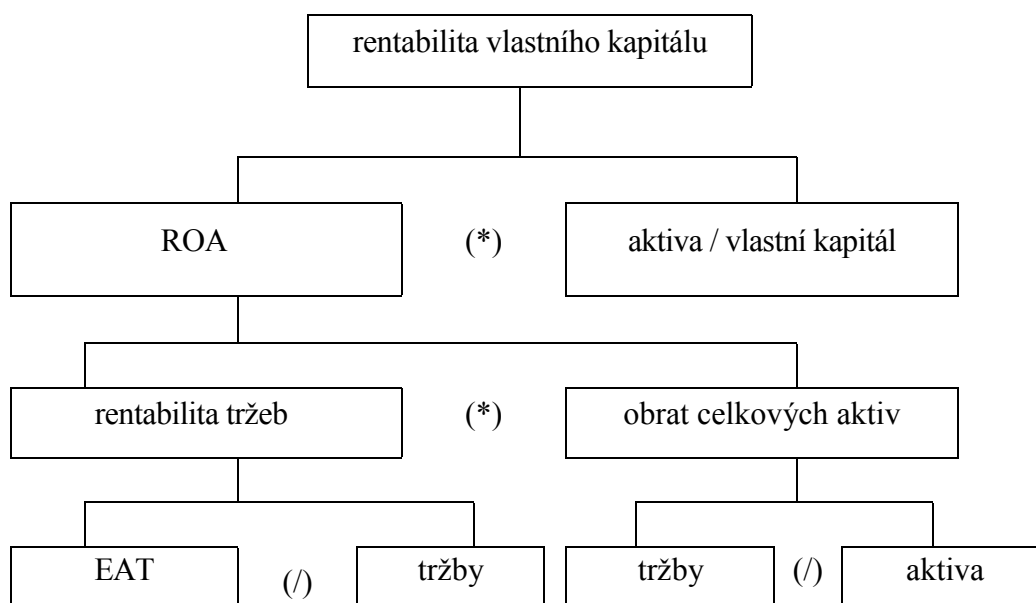 rentabilita vlastního kapitálu
ROA (*) aktiva / vlastní kapitál
rentabilita tržeb (*) obrat celkových aktiv
EAT (/) tržby tržby (/) aktiva